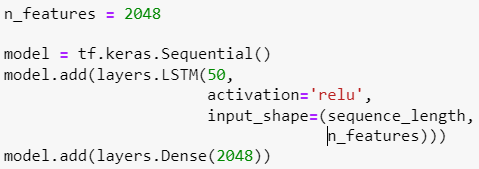 n_features = 2048
model = tf.keras.Sequential()
model.add(layers.LSTM(50,
activation='relu',
input_shape=(sequence_length,
n_features)))
model.add(layers.Dense(2048))